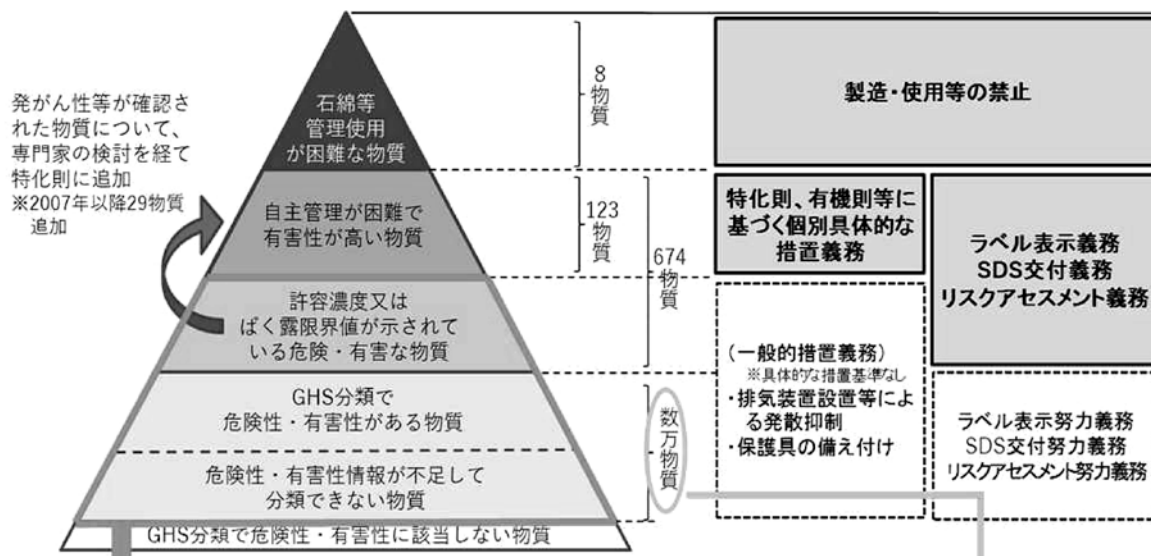 発がん性等が確認さ
れた物質について、
専門家の検討を経て
特化則に追加
※2007年以降29物質
追加
石綿等
管理使用
が困難な物質
自主管理が困難で
有害性が高い物質
許容濃度又は
ばく露限界値が示されて
いる危険・有害な物質
GHS分類で
危険性・有害性がある物質
危険性・有害性情報が不足して
分類できない物質
GHS分類で危険性・有害性に該当しない物質
8
物質
123
物質
674
物質
数万物質
製造・使用等の禁止
特化則、有機則等に
基づく個別具体的な
措置義務
(一般的措置義務)
※具体的な措置基準なし
・排気装置設置等によ
る発散抑制
・保護具の備え付け
ラベル表示義務
SDS交付義務
リスクアセスメント義務
ラベル表示努力義務
SDS交付努力義務
リスクアセスメント努力義務